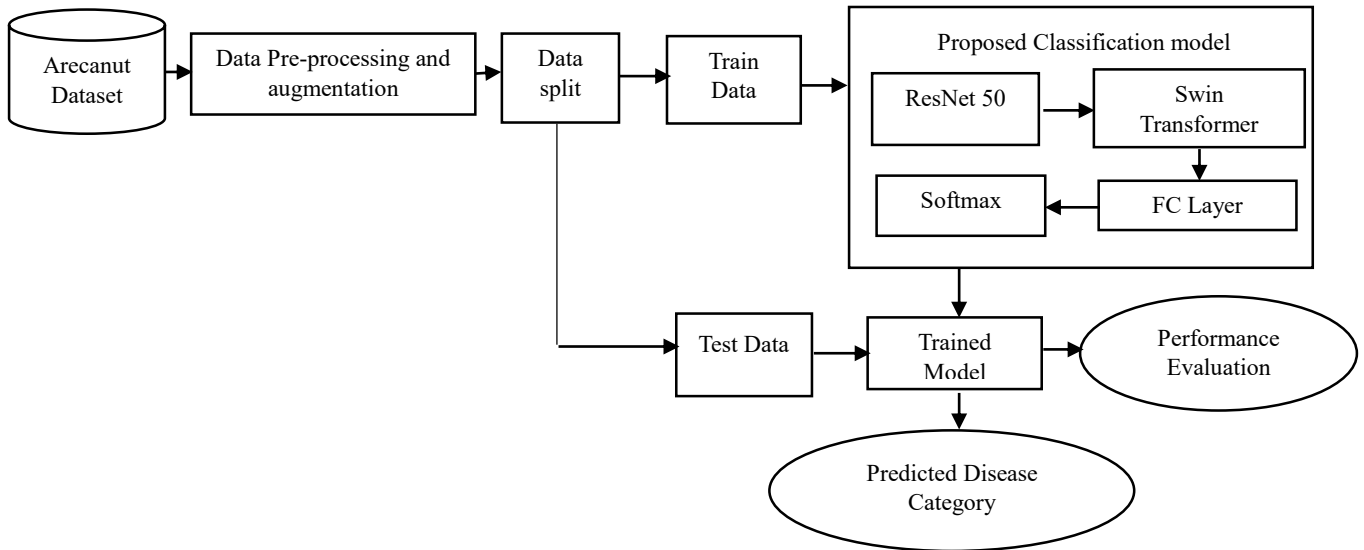 Arecanut
Dataset
Data Pre-processing and
augmentation
Data
split
Train
Data
Proposed Classification model
ResNet 50
Swin
Transformer
Softmax
FC Layer
Test Data
Trained
Model
Performance
Evaluation
Predicted Disease
Category